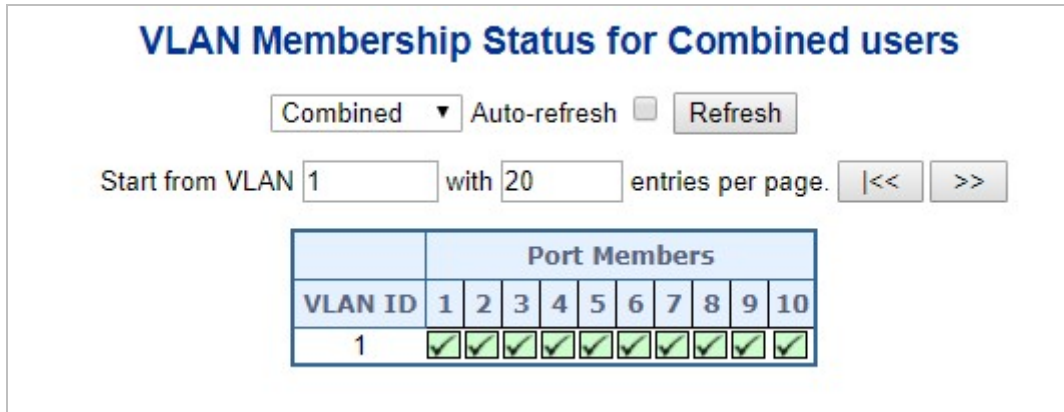 VLAN Membership Status for Combined users
Combined ▼ Auto-refresh Refresh
Start from VLAN 1 with 20 entries per page. |<< >>
Port Members
VLAN ID 1 2 3 4 5 6 7 8 9 10
1 ✓ ✓ ✓ ✓ ✓ ✓ ✓ ✓ ✓ ✓